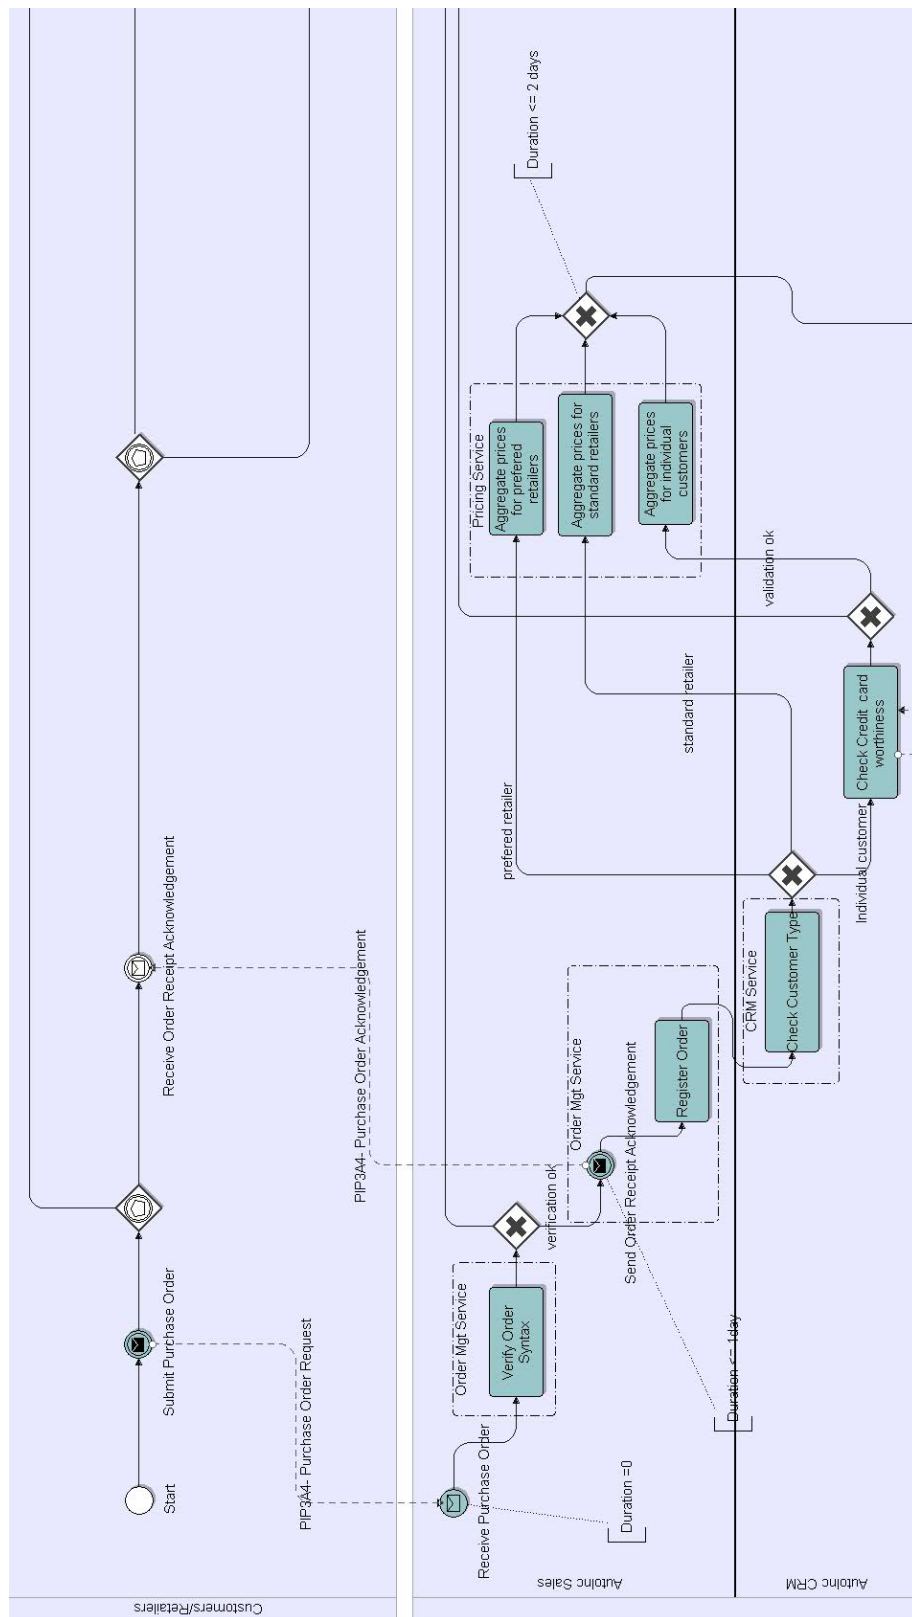 Customers/Retailers
Start
Submit Purchase Order
Receive Order Receipt Acknowledgement
PIP3A4- Purchase Order Request
PIP3A4- Purchase Order Acknowledgement
AutoInc Sales
Receive Purchase Order
Duration =0
Order Mgt Service
Verify Order
Syntax
verification ok
Order Mgt Service
Send Order Receipt Acknowledgement
Register Order
Duration <= 1day
prefered retailer
standard retailer
validation ok
Pricing Service
Aggregate prices
for prefered
retailers
Aggregate prices for
standard retailers
Aggregate prices
for individual
customers
Duration <= 2 days
AutoInc CRM
CRM Service
Check Customer Type
Individual customer
Check Credit card
worthiness